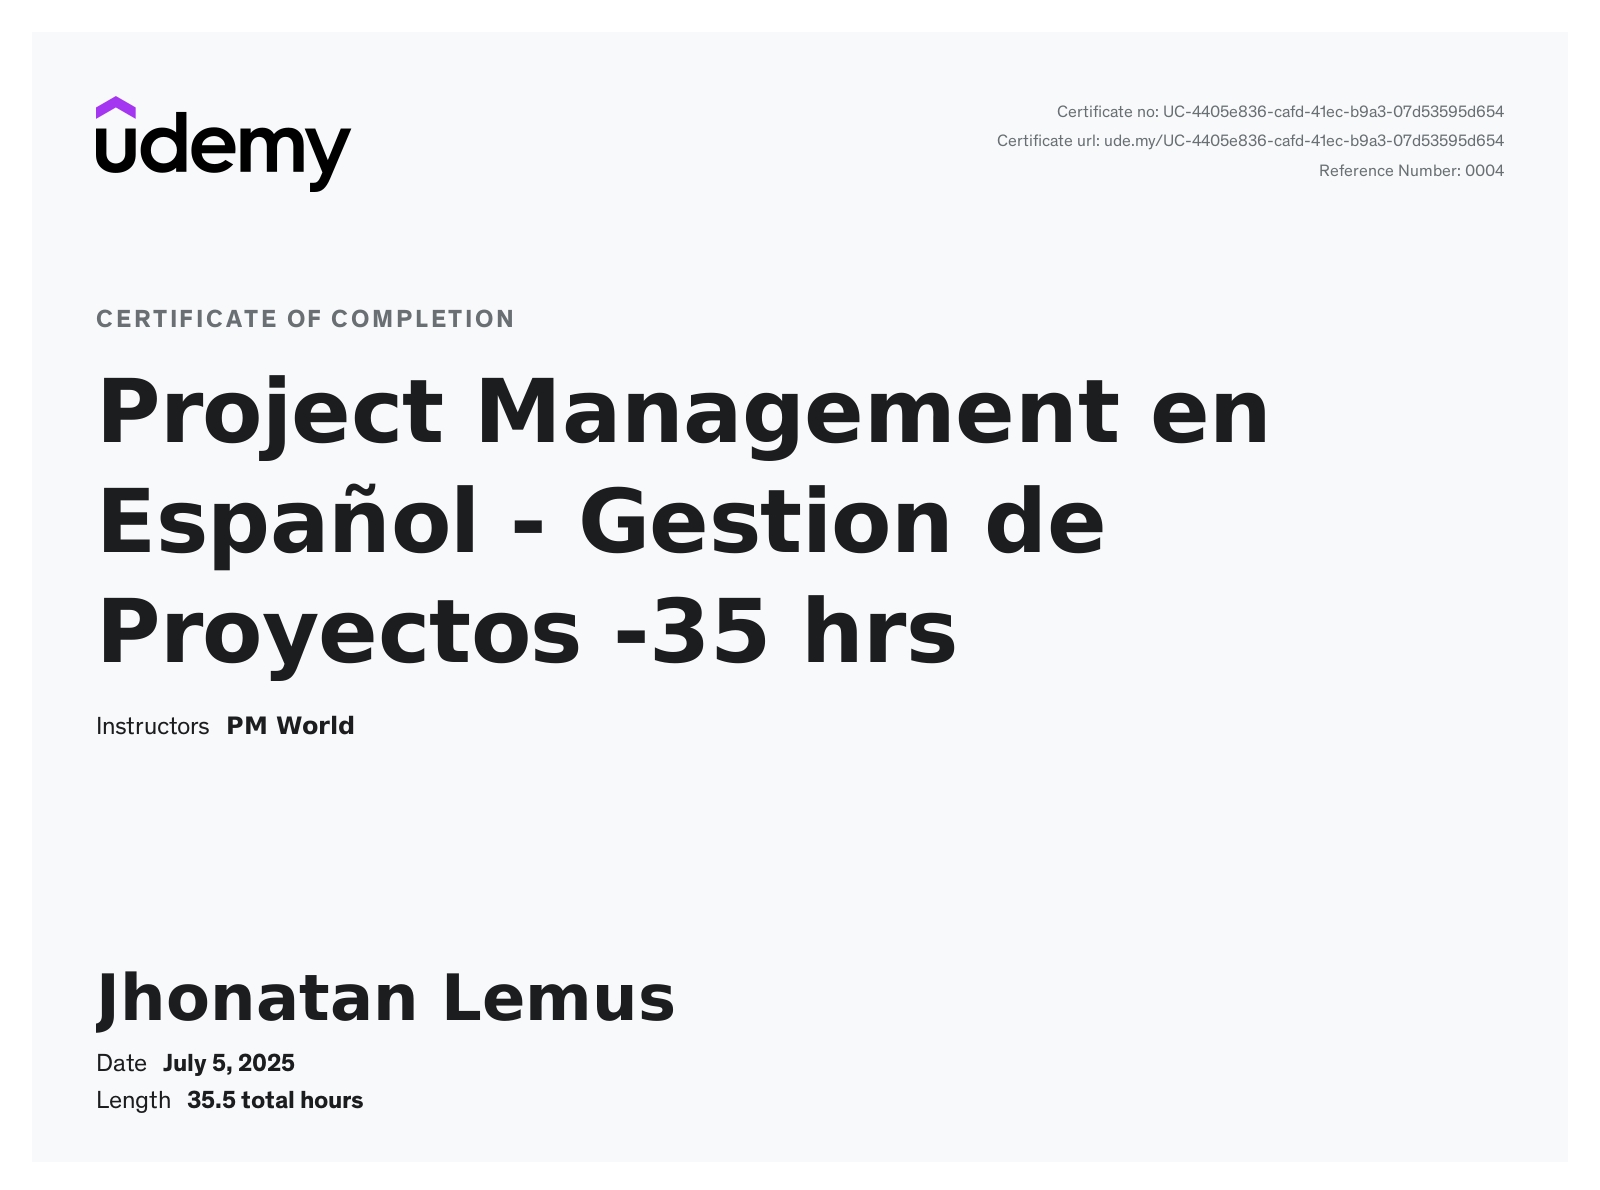 udemy
Certificate no: UC-4405e836-cafd-41ec-b9a3-07d53595d654
Certificate url: ude.my/UC-4405e836-cafd-41ec-b9a3-07d53595d654
Reference Number: 0004
CERTIFICATE OF COMPLETION
Project Management en
Español - Gestion de
Proyectos -35 hrs
Instructors PM World
Jhonatan Lemus
Date July 5, 2025
Length 35.5 total hours